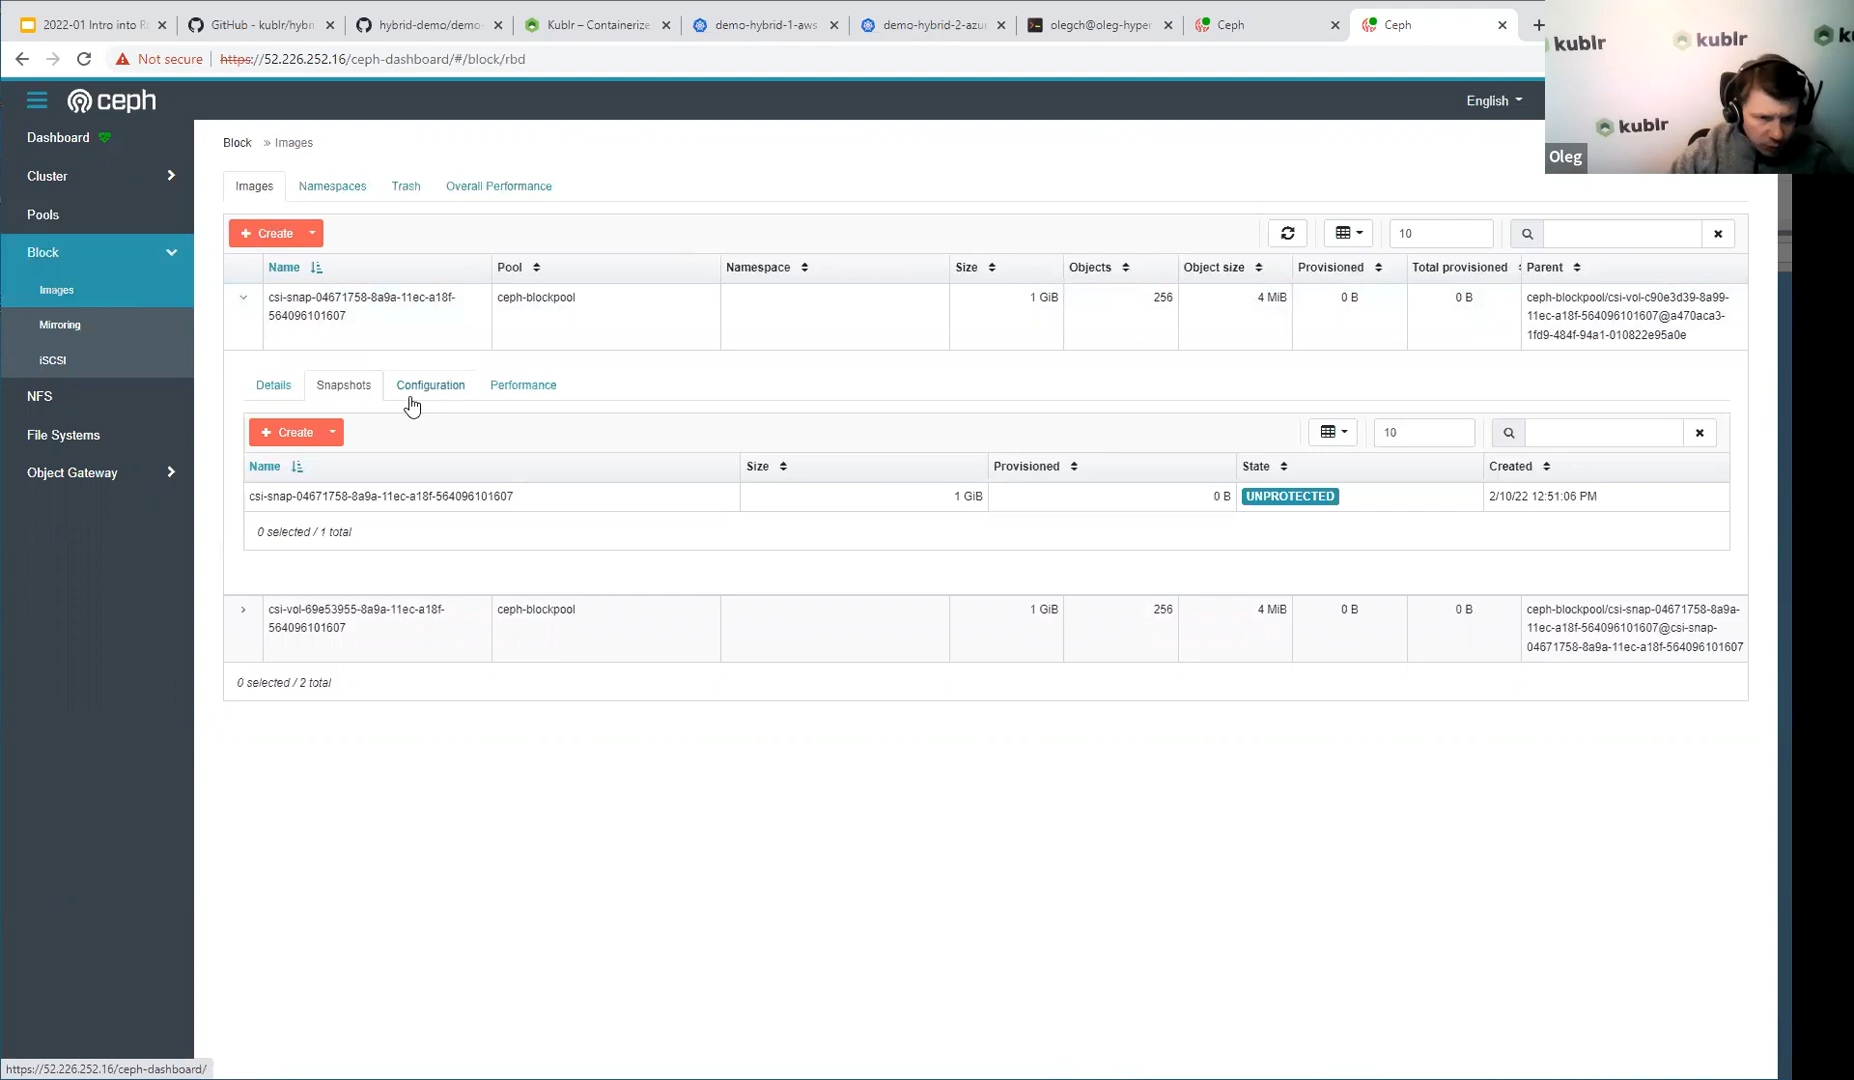 2022-01 Intro into R
GitHub - kublr/hybr
hybrid-demo/demo-
Kublr – Containerize
demo-hybrid-1-aws
demo-hybrid-2-azu
olegch@oleg-hyper
Ceph
Ceph
Not secure
https://52.226.252.16/ceph-dashboard/#/block/rbd
kublr
kublr
kublr
Oleg
ceph
English
Dashboard
Cluster
Pools
Block
Images
Mirroring
iSCSI
NFS
File Systems
Object Gateway
Block » Images
Images
Namespaces
Trash
Overall Performance
+ Create
10
Name
Pool
Namespace
Size
Objects
Object size
Provisioned
Total provisioned
Parent
csi-snap-04671758-8a9a-11ec-a18f-
564096101607
ceph-blockpool
1 GiB
256
4 MiB
0 B
0 B
ceph-blockpool/csi-vol-c90e3d39-8a99-
11ec-a18f-564096101607@a470aca3-
1fd9-484f-94a1-010822e95a0e
Details
Snapshots
Configuration
Performance
+ Create
10
Name
Size
Provisioned
State
Created
csi-snap-04671758-8a9a-11ec-a18f-564096101607
1 GiB
0 B
UNPROTECTED
2/10/22 12:51:06 PM
0 selected / 1 total
csi-vol-69e53955-8a9a-11ec-a18f-
564096101607
ceph-blockpool
1 GiB
256
4 MiB
0 B
0 B
ceph-blockpool/csi-snap-04671758-8a9a-
11ec-a18f-564096101607@csi-snap-
04671758-8a9a-11ec-a18f-564096101607
0 selected / 2 total
https://52.226.252.16/ceph-dashboard/